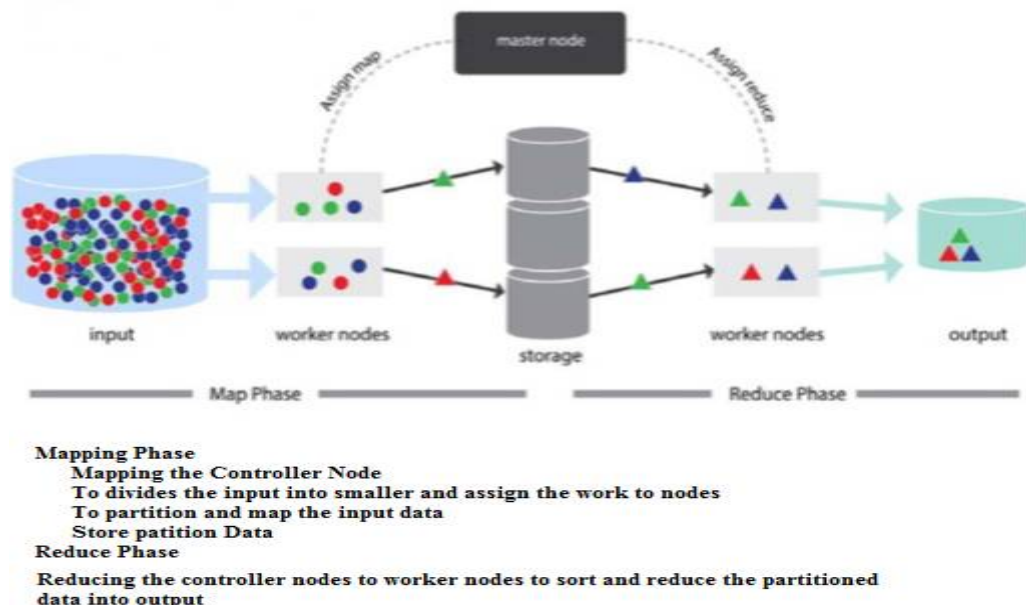 master node
Assign map
Assign reduce
input
worker nodes
storage
worker nodes
output
Map Phase
Reduce Phase
Mapping Phase
Mapping the Controller Node
To divides the input into smaller and assign the work to nodes
To partition and map the input data
Store patition Data
Reduce Phase
Reducing the controller nodes to worker nodes to sort and reduce the partitioned
data into output